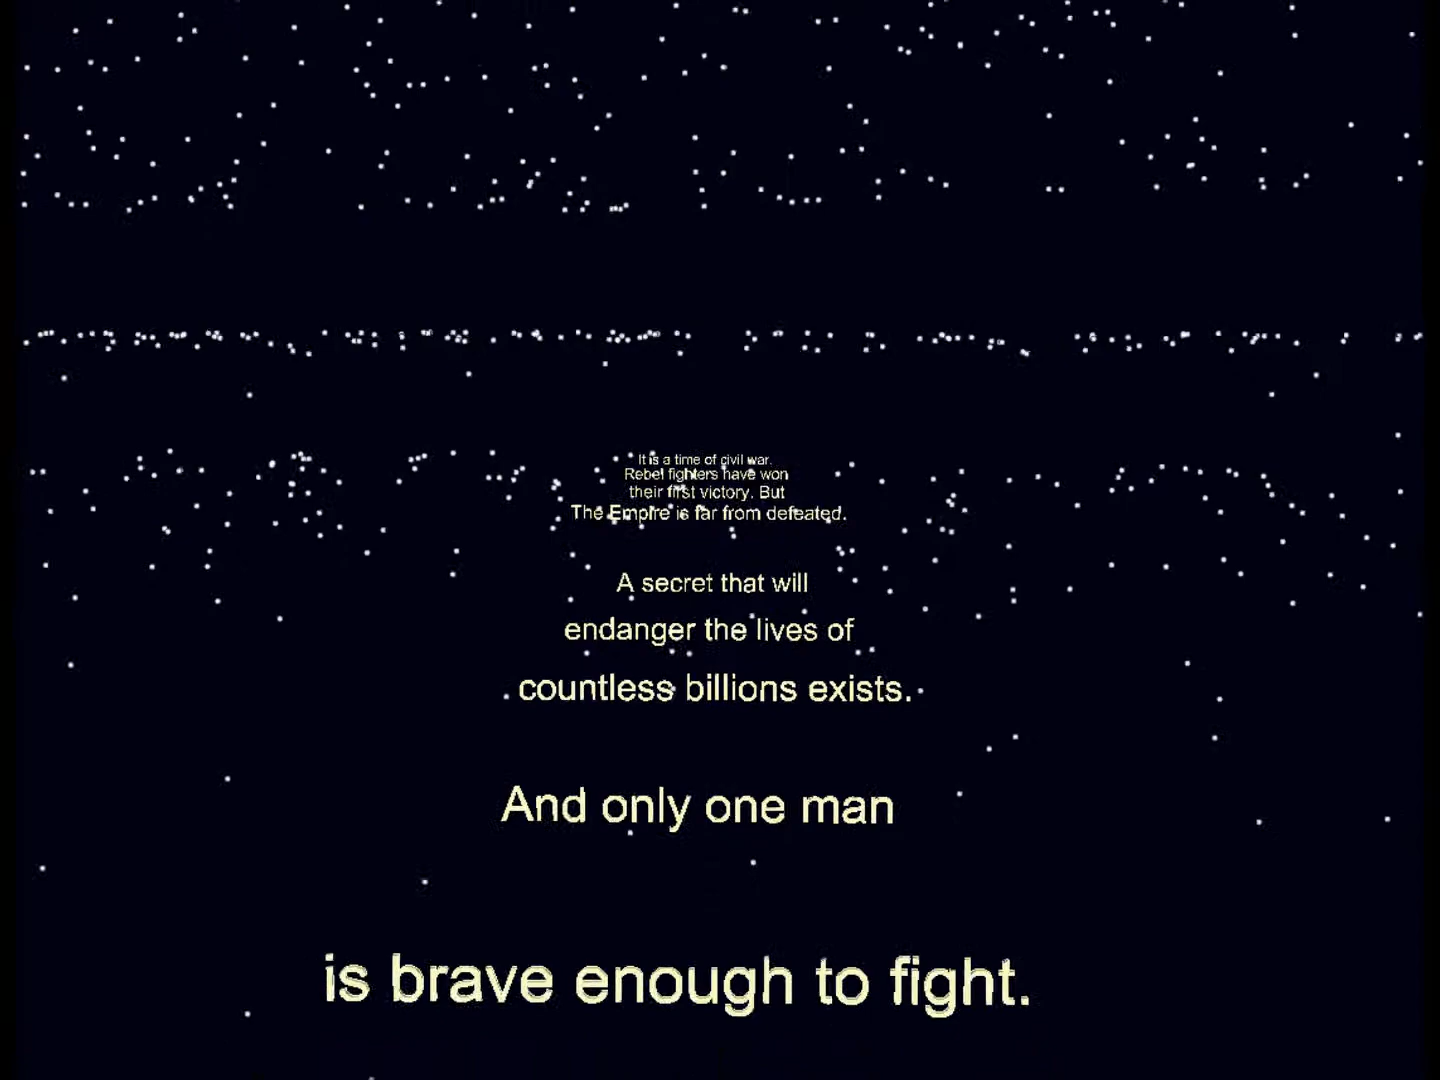 It is a time of civil war.
Rebel fighters have won
their first victory. But
The Empire is far from defeated.
A secret that will
endanger the lives of
countless billions exists.
And only one man
is brave enough to fight.